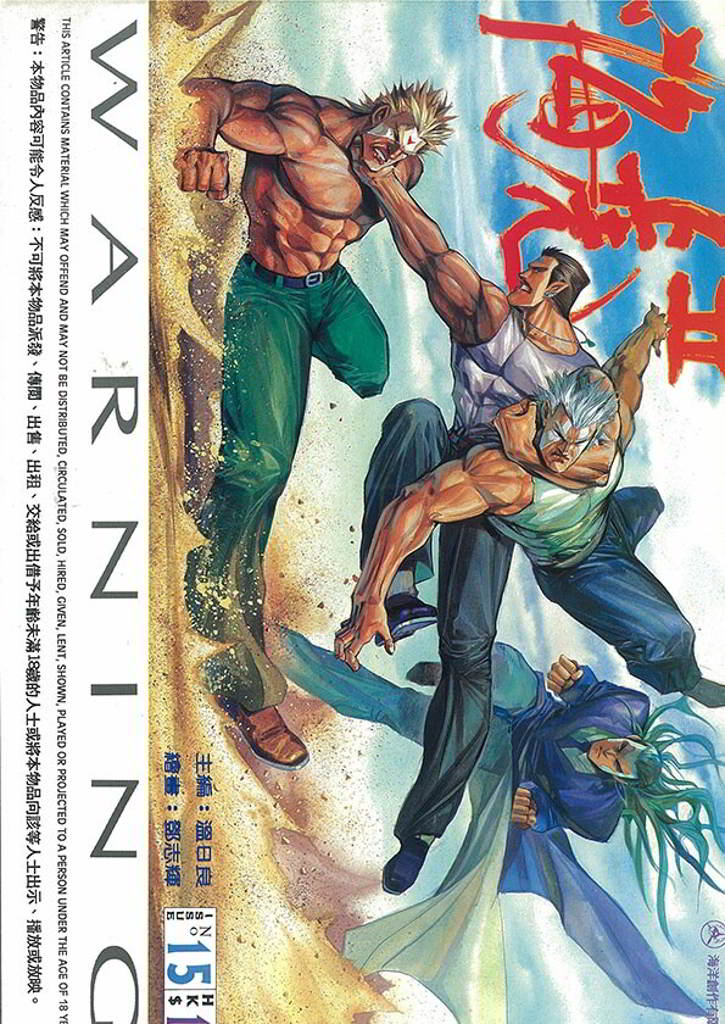 海虎II
海洋創作有限
主編：溫日良
繪畫：鄧志輝
ISSUE NO 15 HK$ 1
WARNING
THIS ARTICLE CONTAINS MATERIAL WHICH MAY OFFEND AND MAY NOT BE DISTRIBUTED, CIRCULATED, SOLD, HIRED, GIVEN, LENT, SHOWN, PLAYED OR PROJECTED TO A PERSON UNDER THE AGE OF 18 YE
警告：本物品內容可能令人反感；不可將本物品派發、傳閱、出售、出租、交給或出借予年齡未滿18歲的人士或將本物品向該等人士出示、播放或放映。